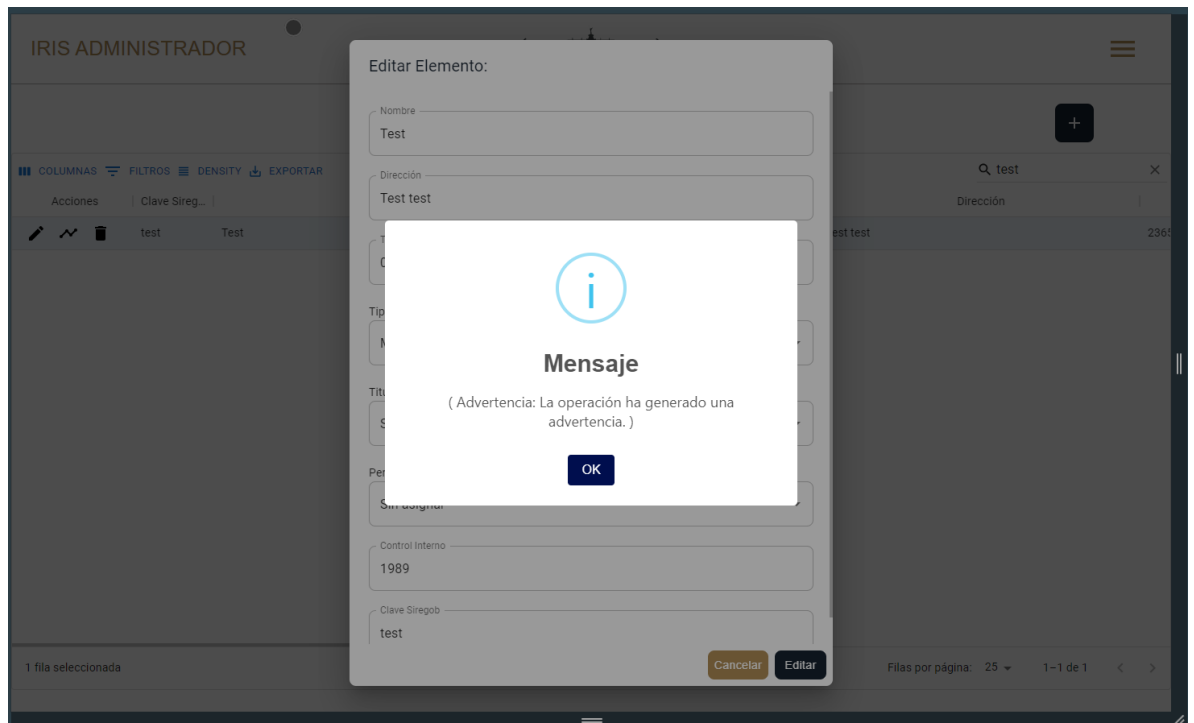 IRIS ADMINISTRADOR
Editar Elemento:
Nombre
Test
+
COLUMNAS FILTROS DENSITY EXPORTAR
test
Dirección
Test test
Acciones
Clave Sireg...
Dirección
test
Test
est test
2365
i
Mensaje
( Advertencia: La operación ha generado una
advertencia. )
OK
Control Interno
1989
Clave Siregob
test
Cancelar
Editar
1 fila seleccionada
Filas por página: 25
1–1 de 1